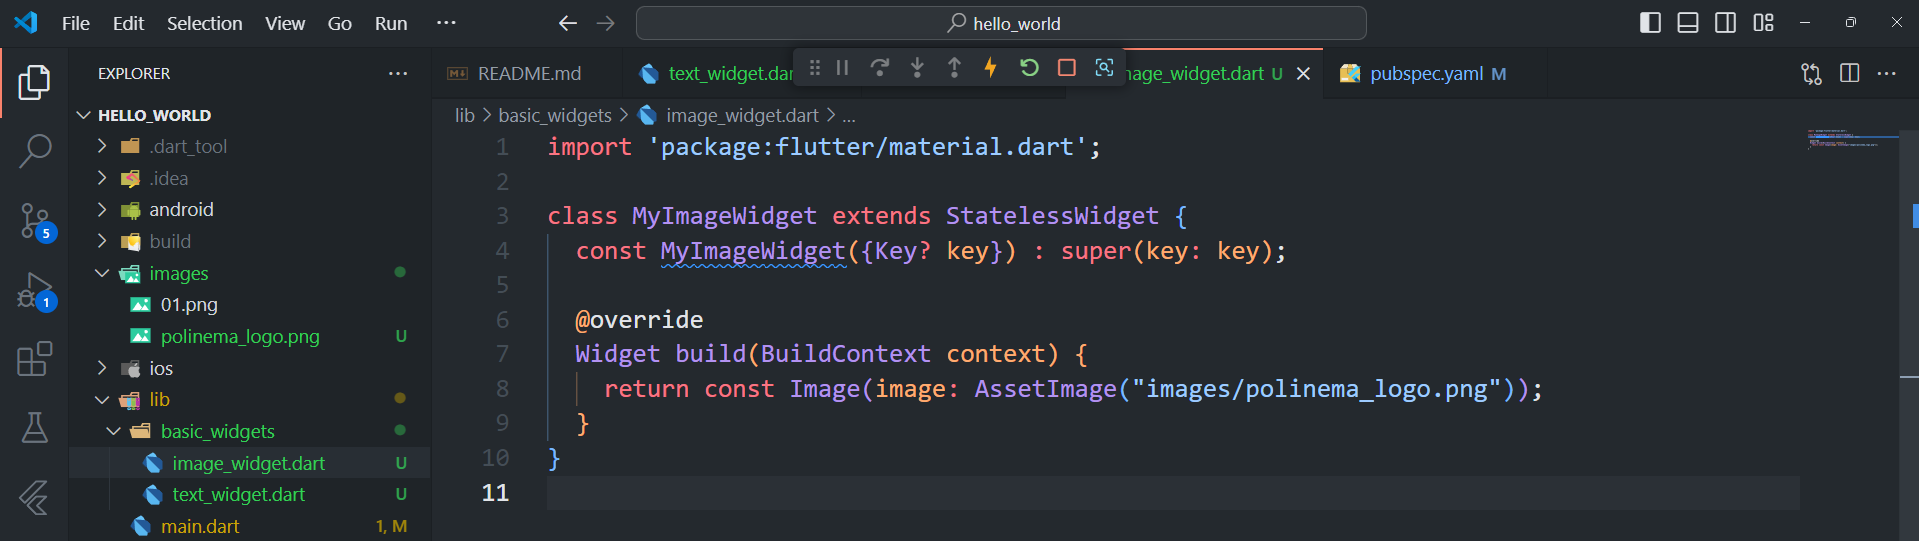 File Edit Selection View Go Run ··· hello_world
EXPLORER ···
HELLO_WORLD
.dart_tool
.idea
android
build
images
01.png
polinema_logo.png U
ios
lib
basic_widgets
image_widget.dart U
text_widget.dart U
main.dart 1, M
5
1
README.md text_widget.dar nage_widget.dart U pubspec.yaml M ···
lib > basic_widgets > image_widget.dart > ...
1 import 'package:flutter/material.dart';
2
3 class MyImageWidget extends StatelessWidget {
4 const MyImageWidget({Key? key}) : super(key: key);
5
6 @override
7 Widget build(BuildContext context) {
8 return const Image(image: AssetImage("images/polinema_logo.png"));
9 }
10 }
11